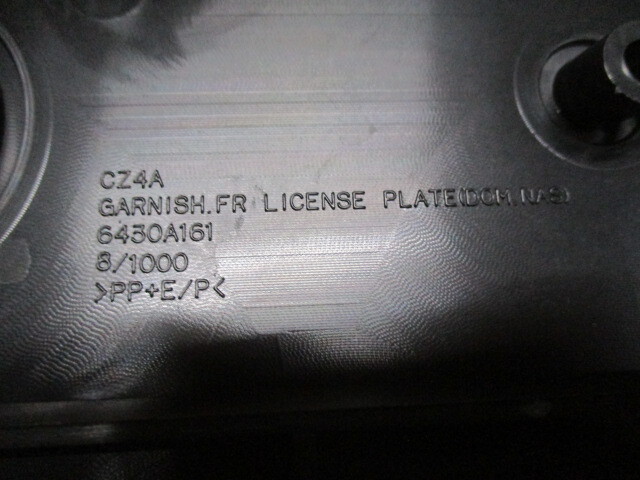 CZ4A
GARNISH.FR LICENSE PLATE(DOM,NAS)
6430A161
8/1000
>PP+E/P<